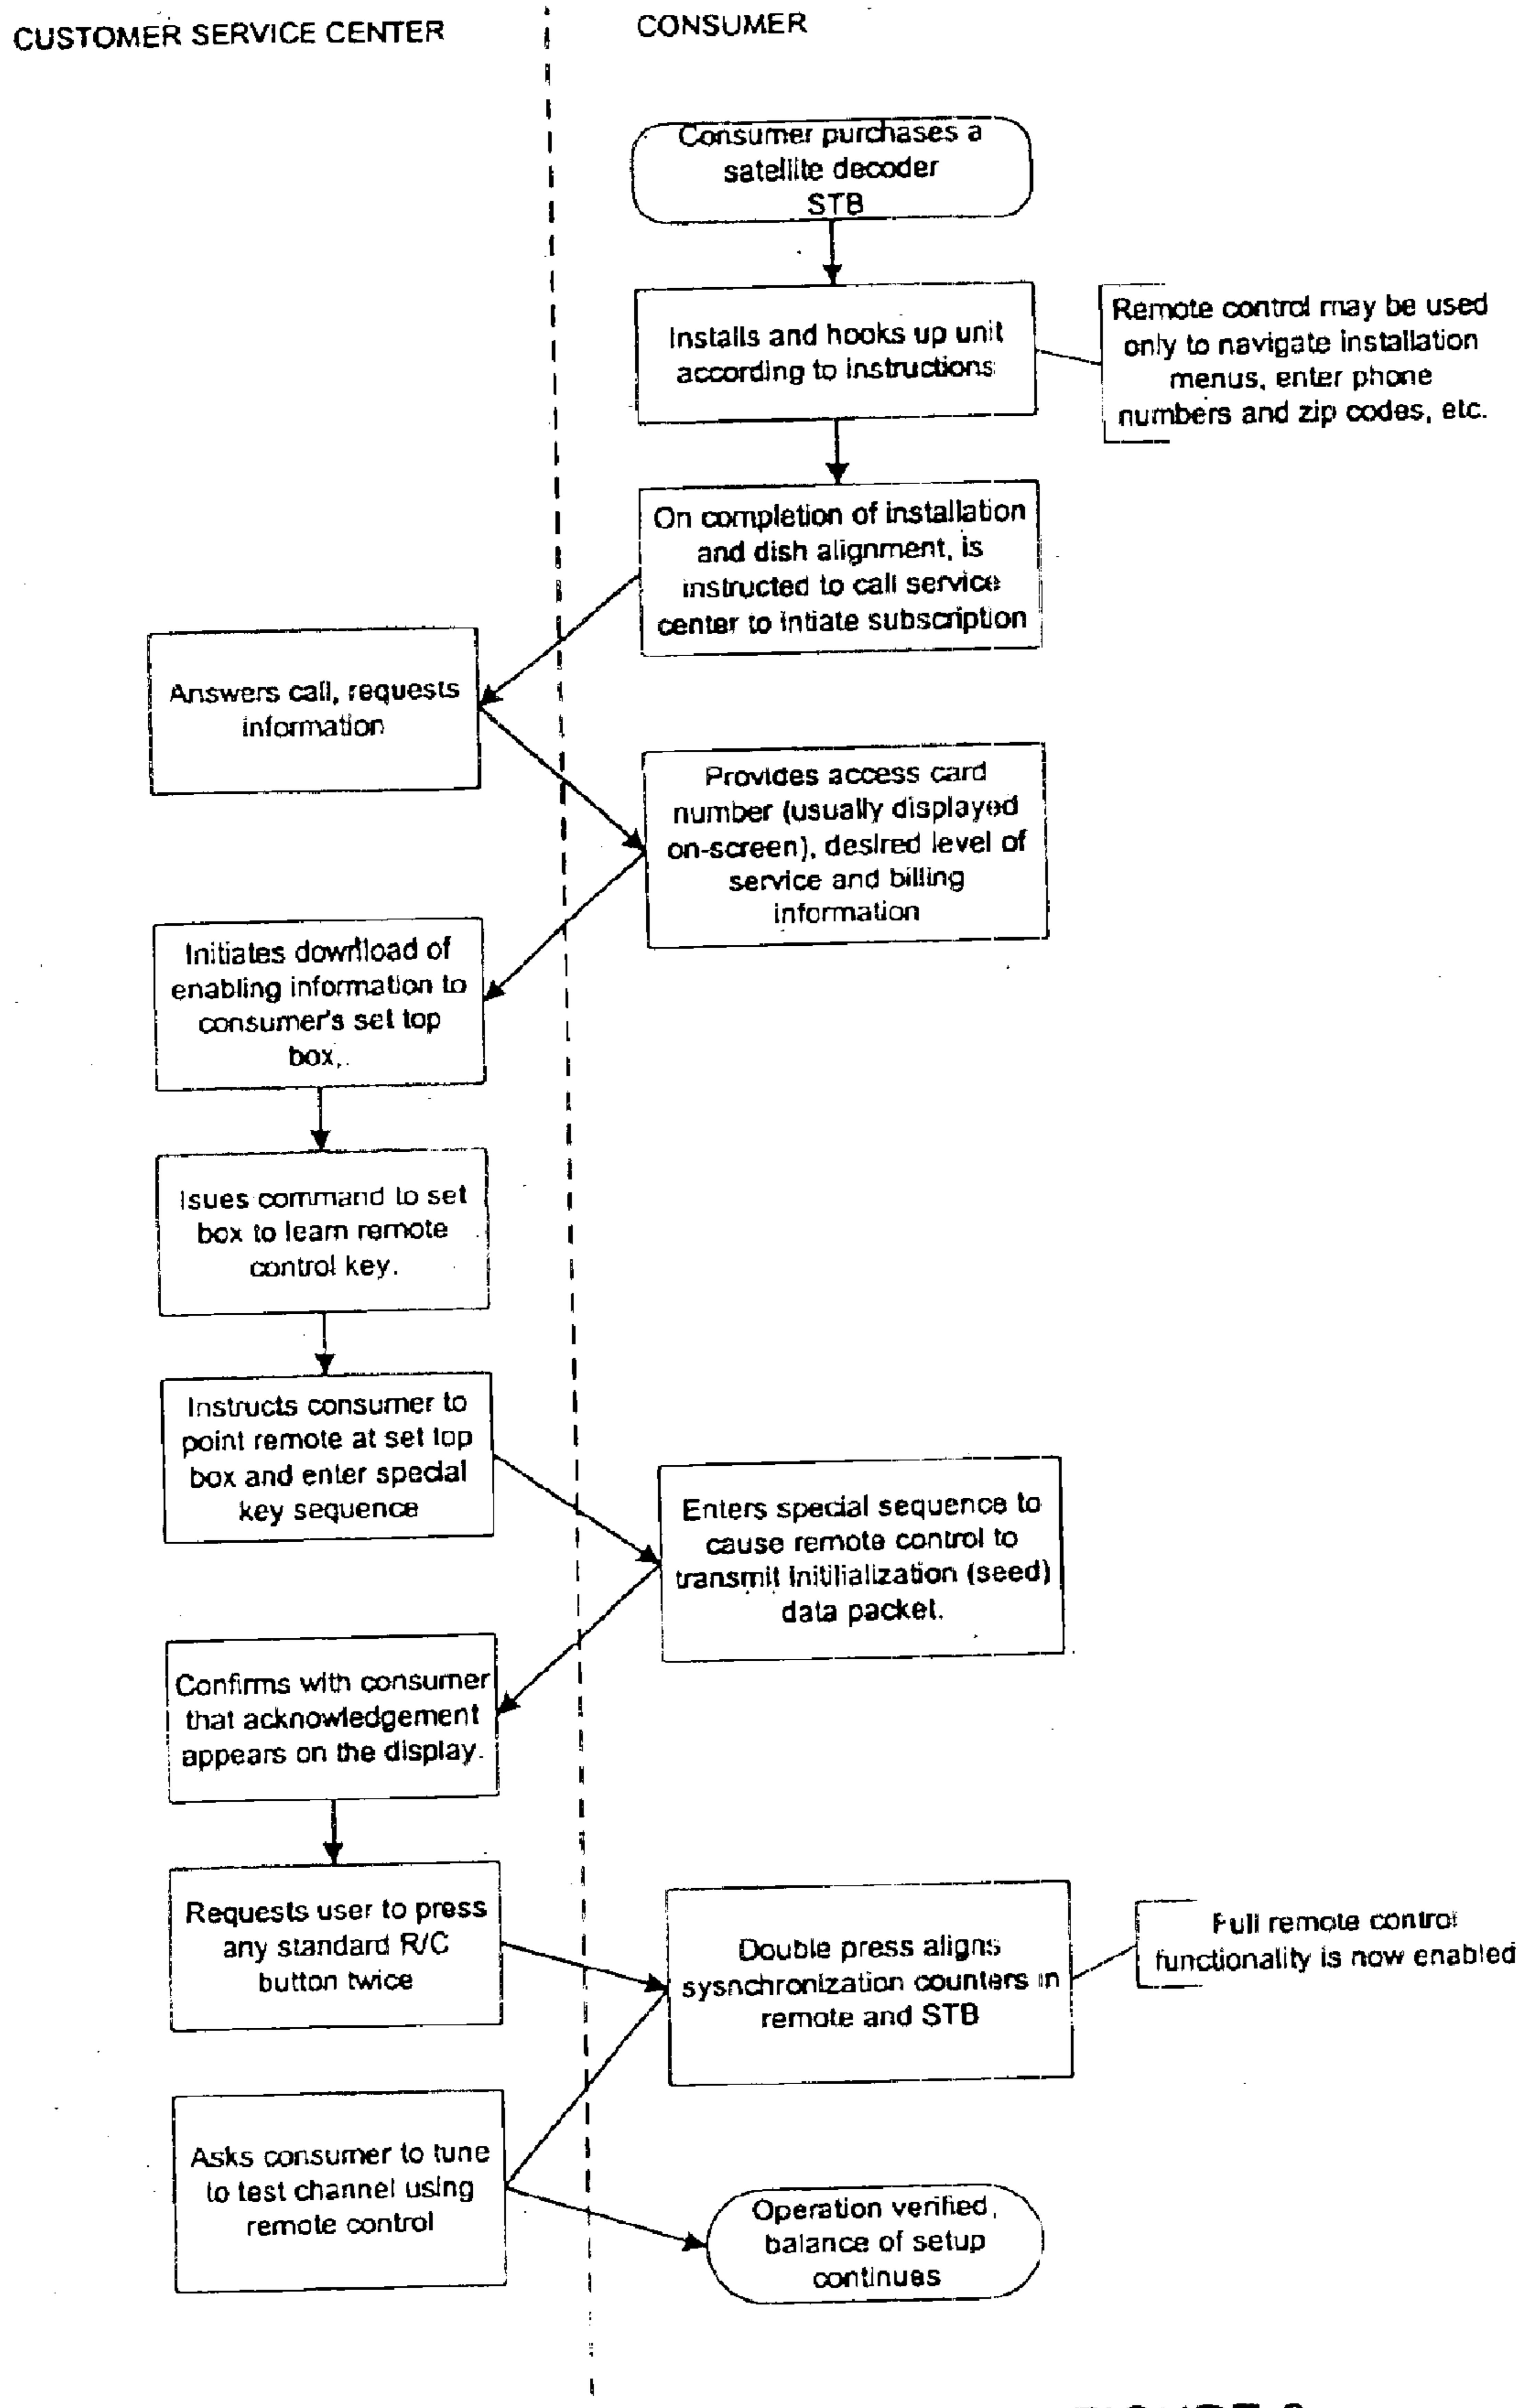 CUSTOMER SERVICE CENTER
CONSUMER
Consumer purchases a
satellite decoder
STB
Installs and hooks up unit
according to instructions
Remote control may be used
only to navigate installation
menus, enter phone
numbers and zip codes, etc.
On completion of installation
and dish alignment, is
instructed to call service
center to intiate subscription
Answers call, requests
information
Provides access card
number (usually displayed
on-screen), desired level of
service and billing
information
Initiates download of
enabling information to
consumer's set top
box,.
Isues command to set
box to learn remote
control key.
Instructs consumer to
point remote at set top
box and enter special
key sequence
Enters special sequence to
cause remote control to
transmit initilialization (seed)
data packet.
Confirms with consumer
that acknowledgement
appears on the display.
Requests user to press
any standard R/C
button twice
Double press aligns
sysnchronization counters in
remote and STB
Full remote control
functionality is now enabled
Asks consumer to tune
to test channel using
remote control
Operation verified,
balance of setup
continues